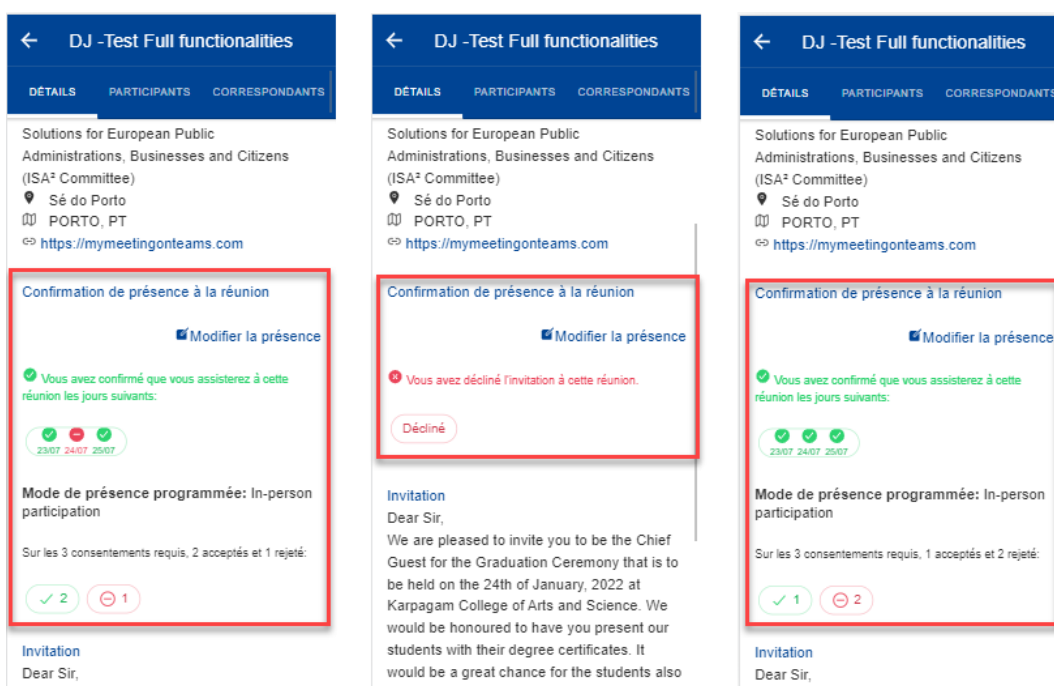 DJ -Test Full functionalities
DÉTAILS PARTICIPANTS CORRESPONDANTS
Solutions for European Public
Administrations, Businesses and Citizens
(ISA² Committee)
Sé do Porto
PORTO, PT
https://mymeetingonteams.com
Confirmation de présence à la réunion
Modifier la présence
Vous avez confirmé que vous assisterez à cette
réunion les jours suivants:
23/07 24/07 25/07
Mode de présence programmée: In-person
participation
Sur les 3 consentements requis, 2 acceptés et 1 rejeté:
2 1
Invitation
Dear Sir,
DJ -Test Full functionalities
DÉTAILS PARTICIPANTS CORRESPONDANTS
Solutions for European Public
Administrations, Businesses and Citizens
(ISA² Committee)
Sé do Porto
PORTO, PT
https://mymeetingonteams.com
Confirmation de présence à la réunion
Modifier la présence
Vous avez décliné l'invitation à cette réunion.
Décliné
Invitation
Dear Sir,
We are pleased to invite you to be the Chief
Guest for the Graduation Ceremony that is to
be held on the 24th of January, 2022 at
Karpagam College of Arts and Science. We
would be honoured to have you present our
students with their degree certificates. It
would be a great chance for the students also
DJ -Test Full functionalities
DÉTAILS PARTICIPANTS CORRESPONDANTS
Solutions for European Public
Administrations, Businesses and Citizens
(ISA² Committee)
Sé do Porto
PORTO, PT
https://mymeetingonteams.com
Confirmation de présence à la réunion
Modifier la présence
Vous avez confirmé que vous assisterez à cette
réunion les jours suivants:
23/07 24/07 25/07
Mode de présence programmée: In-person
participation
Sur les 3 consentements requis, 1 acceptés et 2 rejeté:
1 2
Invitation
Dear Sir,